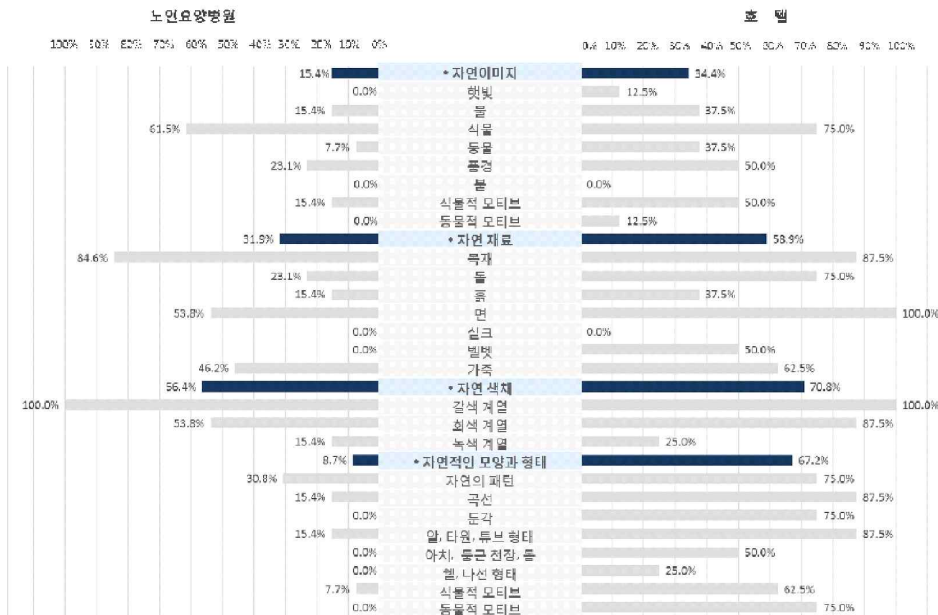 노인요양병원 호 텔
100% 90% 80% 70% 60% 50% 40% 30% 20% 10% 0% 0% 10% 20% 30% 40% 50% 60% 70% 80% 90% 100%
15.4% • 자연이미지 34.4%
0.0% 햇빛 12.5%
15.4% 물 37.5%
61.5% 식물 75.0%
7.7% 동물 37.5%
23.1% 풍경 50.0%
0.0% 불 0.0%
15.4% 식물적 모티브 50.0%
0.0% 동물적 모티브 12.5%
31.9% • 자연 재료 58.9%
84.6% 목재 87.5%
23.1% 돌 75.0%
15.4% 흙 37.5%
53.8% 면 100.0%
0.0% 실크 0.0%
0.0% 벨벳 50.0%
46.2% 가죽 62.5%
56.4% • 자연 색채 70.8%
100.0% 갈색 계열 100.0%
53.8% 회색 계열 87.5%
15.4% 녹색 계열 25.0%
8.7% • 자연적인 모양과 형태 67.2%
30.8% 자연의 패턴 75.0%
15.4% 곡선 87.5%
0.0% 둔각 75.0%
15.4% 알, 타원, 튜브 형태 87.5%
0.0% 아치, 둥근 천장, 돔 50.0%
0.0% 쉘, 나선 형태 25.0%
7.7% 식물적 모티브 62.5%
0.0% 동물적 모티브 75.0%